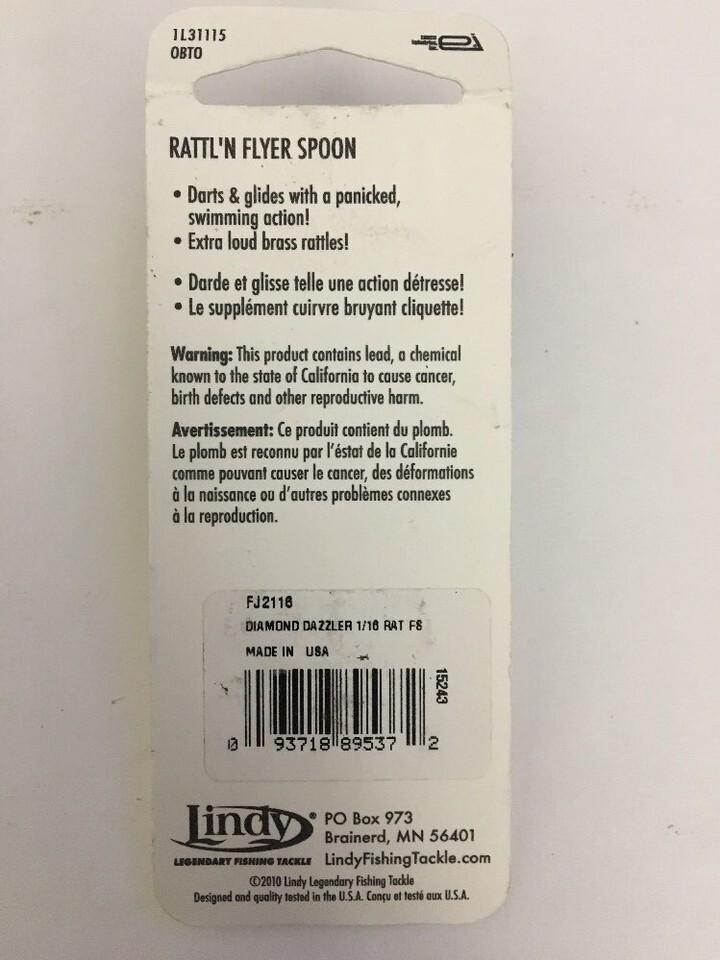 1L31115
OBTO
RATTL'N FLYER SPOON
• Darts & glides with a panicked,
swimming action!
• Extra loud brass rattles!
• Darde et glisse telle une action détresse!
• Le supplément cuirvre bruyant cliquette!
Warning: This product contains lead, a chemical
known to the state of California to cause cancer,
birth defects and other reproductive harm.
Avertissement: Ce produit contient du plomb.
Le plomb est reconnu par l'éstat de la Californie
comme pouvant causer le cancer, des déformations
à la naissance ou d'autres problèmes connexes
à la reproduction.
FJ2116
DIAMOND DAZZLER 1/16 RAT FS
MADE IN USA
15243
0 93718 89537 2
Lindy®
LEGENDARY FISHING TACKLE
PO Box 973
Brainerd, MN 56401
LindyFishingTackle.com
©2010 Lindy Legendary Fishing Tackle
Designed and quality tested in the U.S.A. Conçu et testé aux U.S.A.